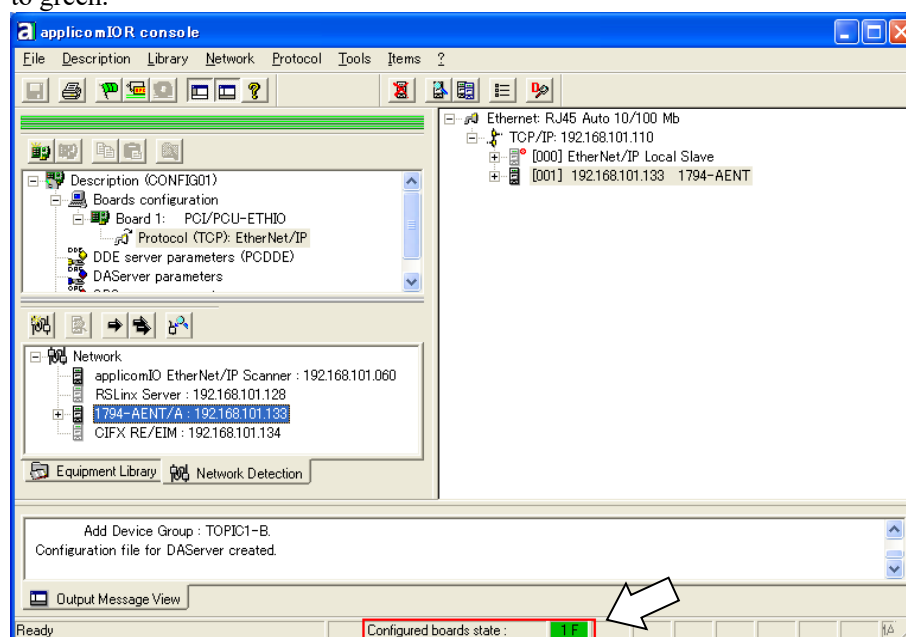 to green.
applicomIOR console
File Description Library Network Protocol Tools Items ?
Ethernet: RJ45 Auto 10/100 Mb
TCP/IP: 192.168.101.110
[000] EtherNet/IP Local Slave
[001] 192.168.101.133 1794-AENT
Description (CONFIG01)
Boards configuration
Board 1: PCI/PCU-ETHIO
Protocol (TCP): EtherNet/IP
DDE server parameters (PCDDE)
DAServer parameters
Network
applicomIO EtherNet/IP Scanner : 192.168.101.060
RSLinx Server : 192.168.101.128
1794-AENT/A : 192.168.101.133
CIFX RE/EIM : 192.168.101.134
Equipment Library Network Detection
Add Device Group : TOPIC1-B.
Configuration file for DAServer created.
Output Message View
Ready Configured boards state : 1 F